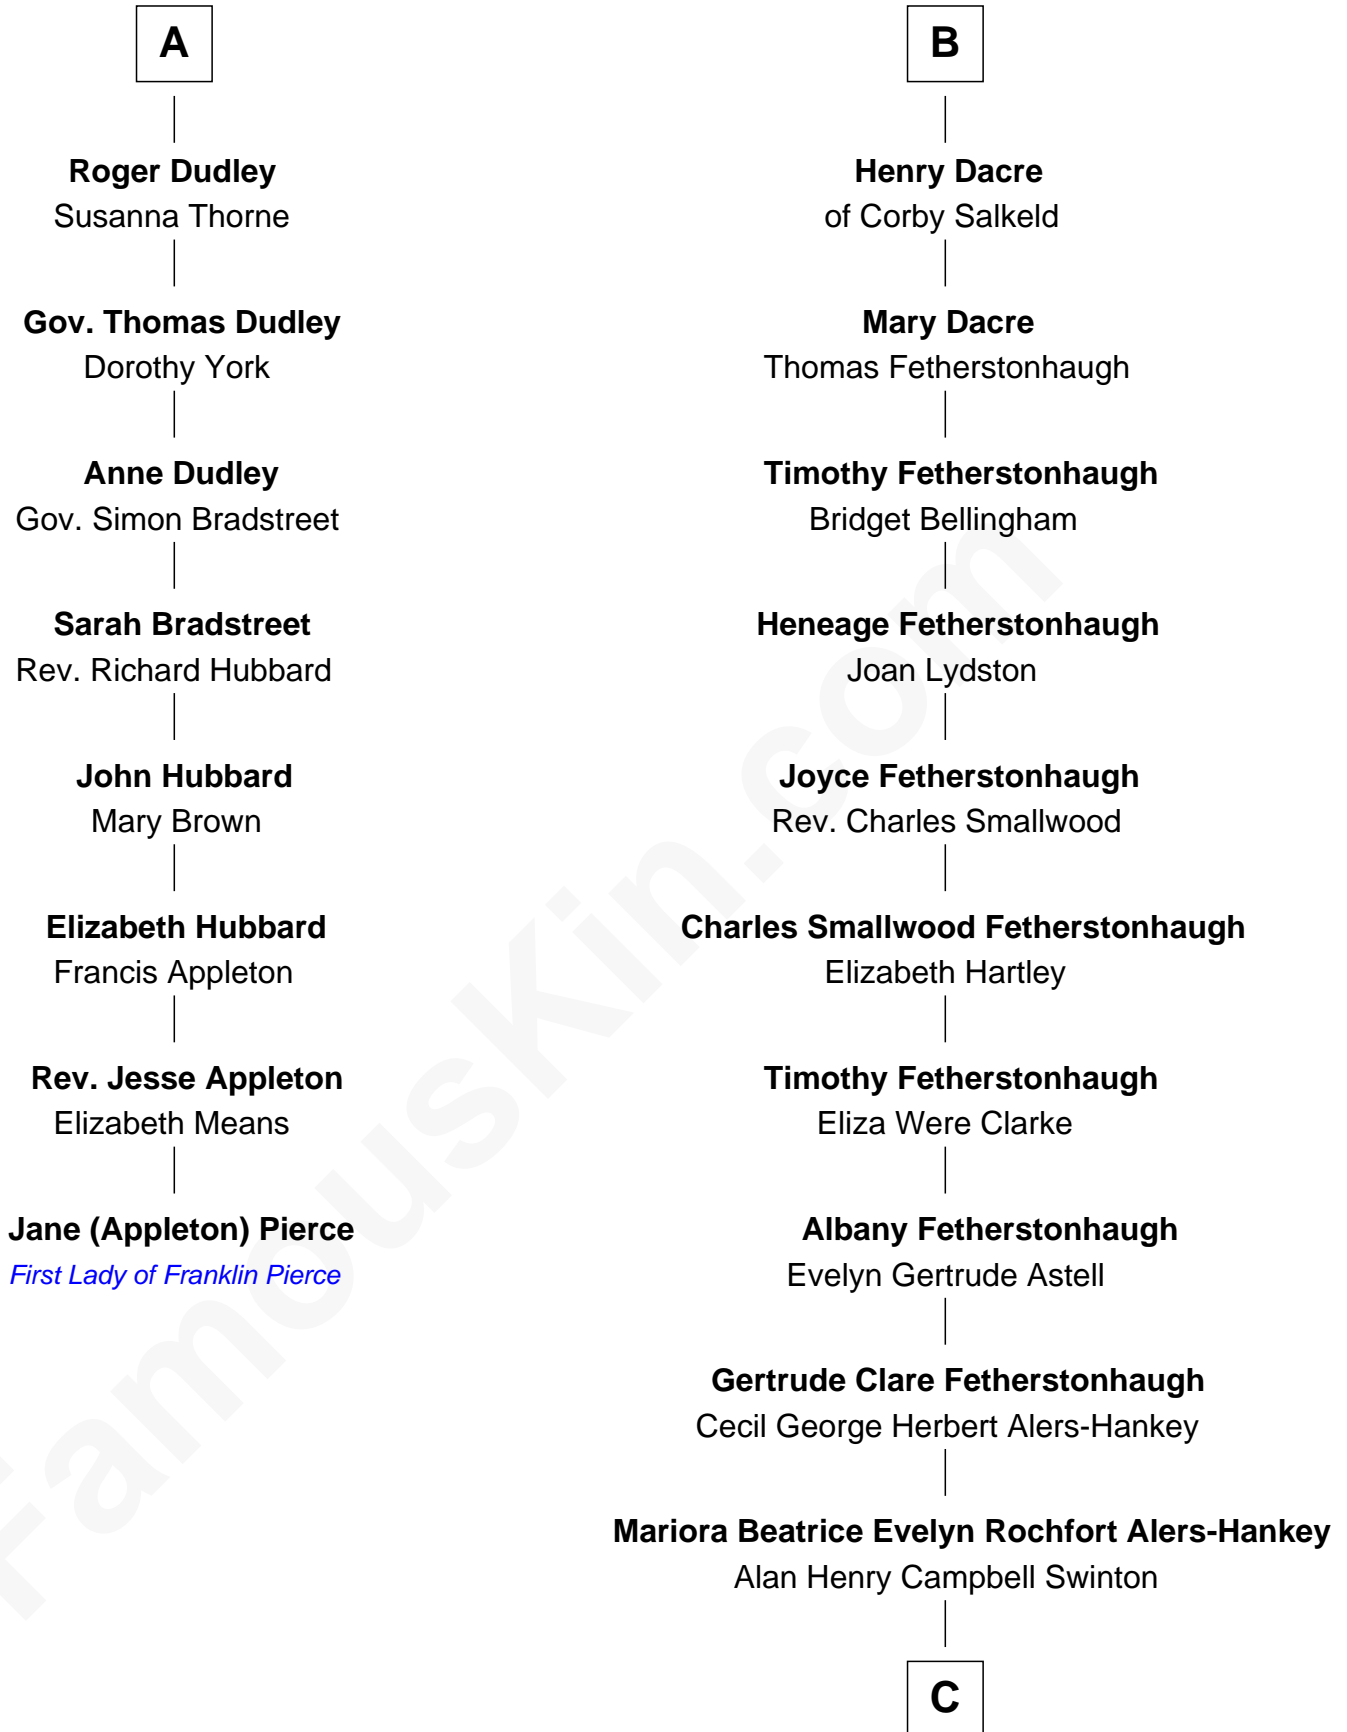 A
Roger Dudley
Susanna Thorne
Gov. Thomas Dudley
Dorothy York
Anne Dudley
Gov. Simon Bradstreet
Sarah Bradstreet
Rev. Richard Hubbard
John Hubbard
Mary Brown
Elizabeth Hubbard
Francis Appleton
Rev. Jesse Appleton
Elizabeth Means
Jane (Appleton) Pierce
First Lady of Franklin Pierce
B
Henry Dacre
of Corby Salkeld
Mary Dacre
Thomas Fetherstonhaugh
Timothy Fetherstonhaugh
Bridget Bellingham
Heneage Fetherstonhaugh
Joan Lydston
Joyce Fetherstonhaugh
Rev. Charles Smallwood
Charles Smallwood Fetherstonhaugh
Elizabeth Hartley
Timothy Fetherstonhaugh
Eliza Were Clarke
Albany Fetherstonhaugh
Evelyn Gertrude Astell
Gertrude Clare Fetherstonhaugh
Cecil George Herbert Alers-Hankey
Mariora Beatrice Evelyn Rochfort Alers-Hankey
Alan Henry Campbell Swinton
C
FamousKin.com